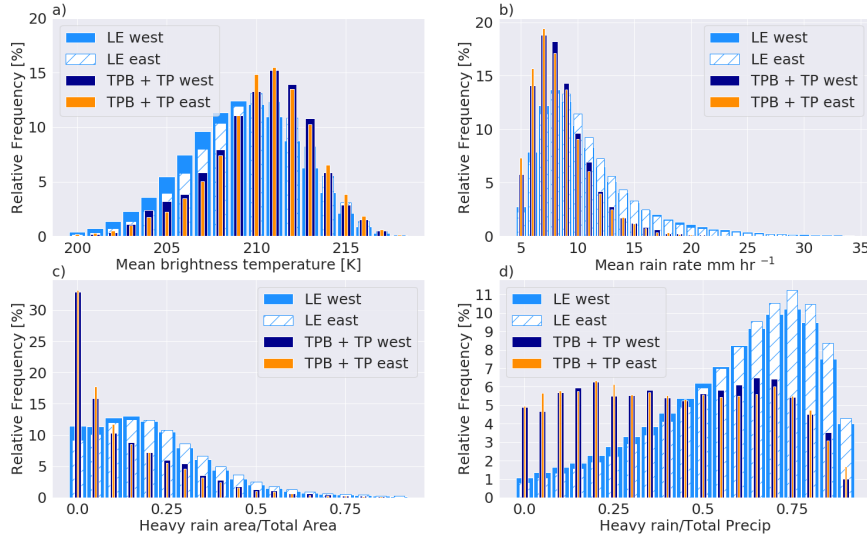 a)
20
15
10
5
0
Relative Frequency [%]
LE west
LE east
TPB + TP west
TPB + TP east
200
205
210
215
Mean brightness temperature [K]
b)
20
15
10
5
0
Relative Frequency [%]
LE west
LE east
TPB + TP west
TPB + TP east
5
10
15
20
25
30
35
Mean rain rate mm hr ⁻¹
c)
30
25
20
15
10
5
0
Relative Frequency [%]
LE west
LE east
TPB + TP west
TPB + TP east
0.0
0.25
0.5
0.75
Heavy rain area/Total Area
d)
11
10
9
8
7
6
5
4
3
2
1
0
Relative Frequency [%]
LE west
LE east
TPB + TP west
TPB + TP east
0.0
0.25
0.5
0.75
Heavy rain/Total Precip